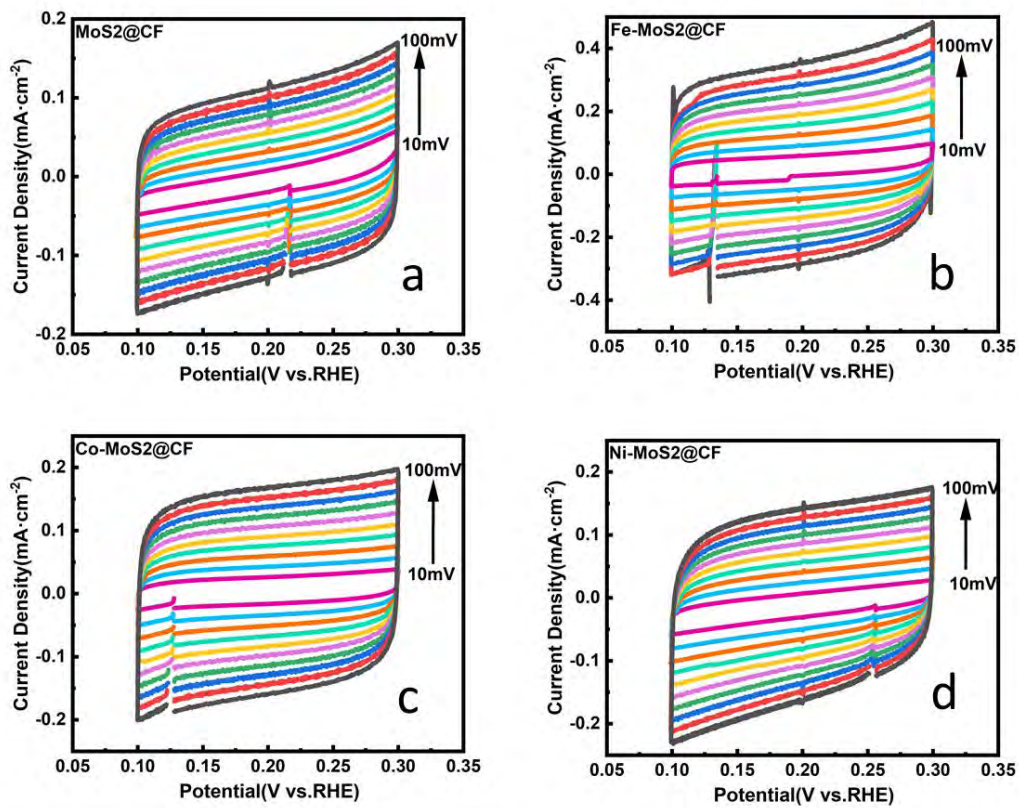 MoS2@CF
0.2
0.1
0.0
-0.1
-0.2
100mV
10mV
a
0.05 0.10 0.15 0.20 0.25 0.30 0.35
Potential(V vs.RHE)
Current Density(mA·cm⁻²)
Fe-MoS2@CF
0.4
0.2
0.0
-0.2
-0.4
100mV
10mV
b
0.05 0.10 0.15 0.20 0.25 0.30 0.35
Potential(V vs.RHE)
Current Density(mA·cm⁻²)
Co-MoS2@CF
0.2
0.1
0.0
-0.1
-0.2
100mV
10mV
c
0.05 0.10 0.15 0.20 0.25 0.30 0.35
Potential(V vs.RHE)
Current Density(mA·cm⁻²)
Ni-MoS2@CF
0.2
0.1
0.0
-0.1
-0.2
100mV
10mV
d
0.05 0.10 0.15 0.20 0.25 0.30 0.35
Potential(V vs.RHE)
Current Density(mA·cm⁻²)